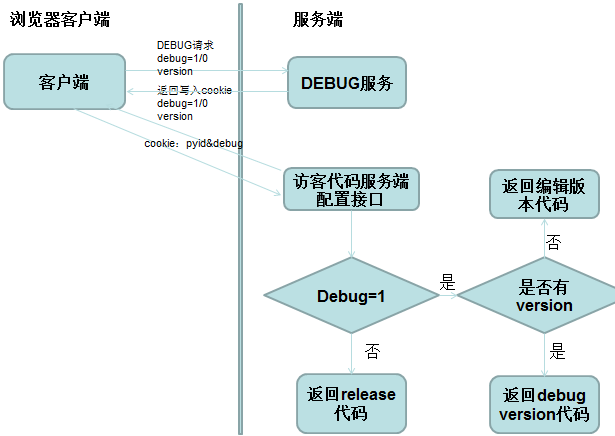 浏览器客户端
服务端
DEBUG请求
debug=1/0
version
客户端
DEBUG服务
返回写入cookie
debug=1/0
version
cookie：pyid&debug
访客代码服务端
配置接口
返回编辑版
本代码
否
Debug=1
是
是否有
version
否
是
返回release
代码
返回debug
version代码